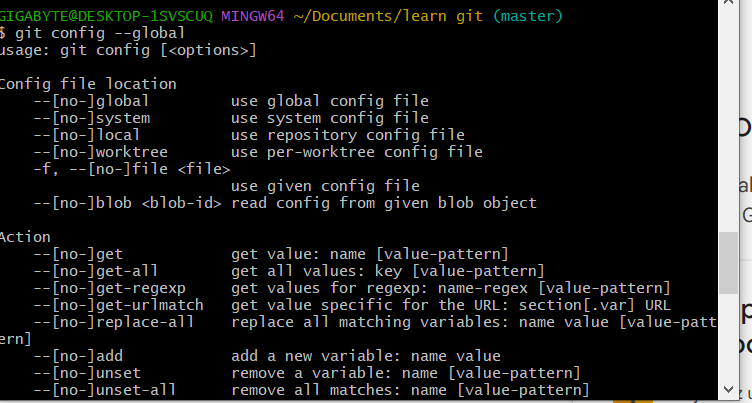 GIGABYTE@DESKTOP-1SVSCUQ MINGW64 ~/Documents/learn git (master)
$ git config --global
usage: git config [<options>]

Config file location
    --[no-]global         use global config file
    --[no-]system         use system config file
    --[no-]local          use repository config file
    --[no-]worktree       use per-worktree config file
    -f, --[no-]file <file>
                          use given config file
    --[no-]blob <blob-id> read config from given blob object

Action
    --[no-]get            get value: name [value-pattern]
    --[no-]get-all        get all values: key [value-pattern]
    --[no-]get-regexp     get values for regexp: name-regex [value-pattern]
    --[no-]get-urlmatch   get value specific for the URL: section[.var] URL
    --[no-]replace-all    replace all matching variables: name value [value-patt
ern]
    --[no-]add            add a new variable: name value
    --[no-]unset          remove a variable: name [value-pattern]
    --[no-]unset-all      remove all matches: name [value-pattern]